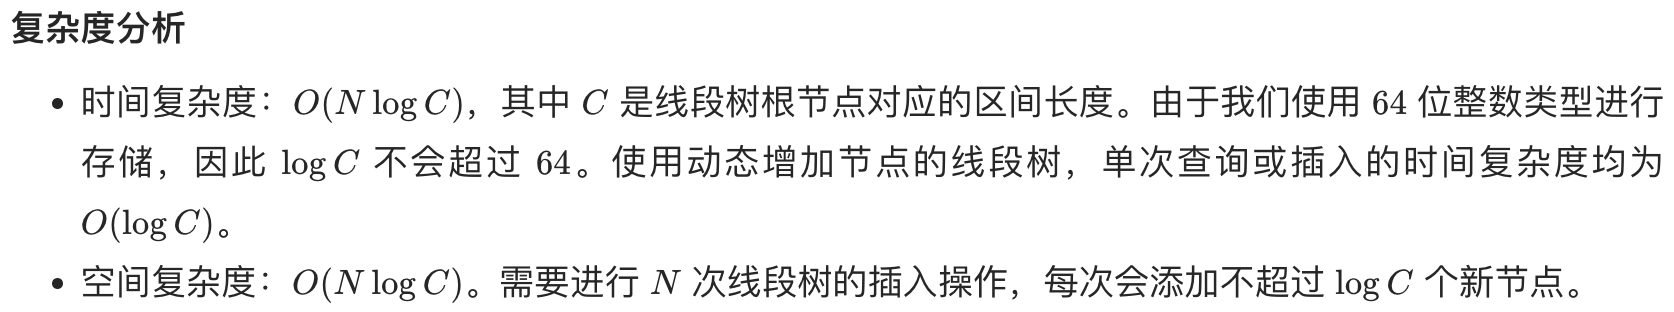 复杂度分析
• 时间复杂度：O(N log C)，其中 C 是线段树根节点对应的区间长度。由于我们使用 64 位整数类型进行
存储，因此 log C 不会超过 64。使用动态增加节点的线段树，单次查询或插入的时间复杂度均为
O(log C)。
• 空间复杂度：O(N log C)。需要进行 N 次线段树的插入操作，每次会添加不超过 log C 个新节点。